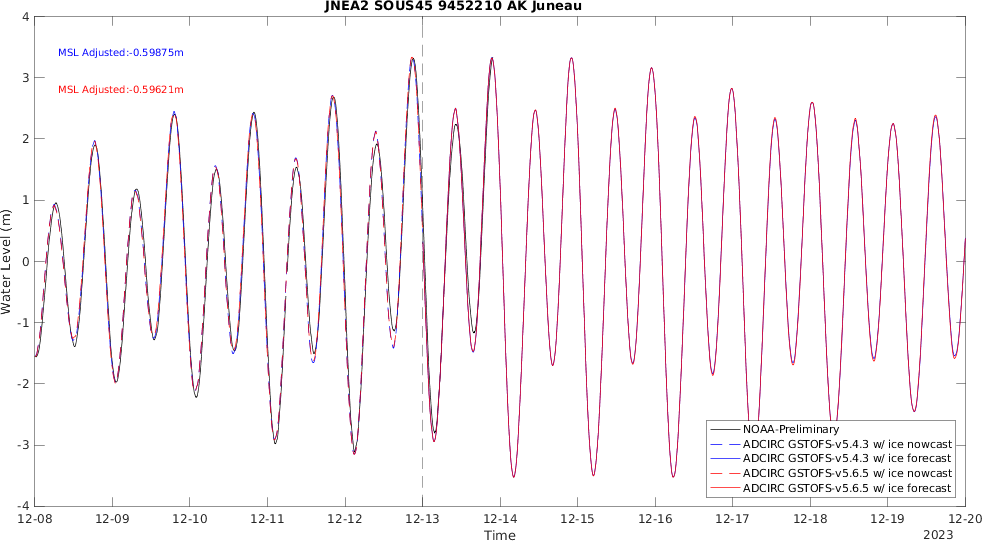 JNEA2 SOUS45 9452210 AK Juneau
4
MSL Adjusted:-0.59875m
3
MSL Adjusted:-0.59621m
2
1
0
-1
-2
-3
-4
Water Level (m)
NOAA-Preliminary
ADCIRC GSTOFS-v5.4.3 w/ ice nowcast
ADCIRC GSTOFS-v5.4.3 w/ ice forecast
ADCIRC GSTOFS-v5.6.5 w/ ice nowcast
ADCIRC GSTOFS-v5.6.5 w/ ice forecast
12-08 12-09 12-10 12-11 12-12 12-13 12-14 12-15 12-16 12-17 12-18 12-19 12-20
Time
2023